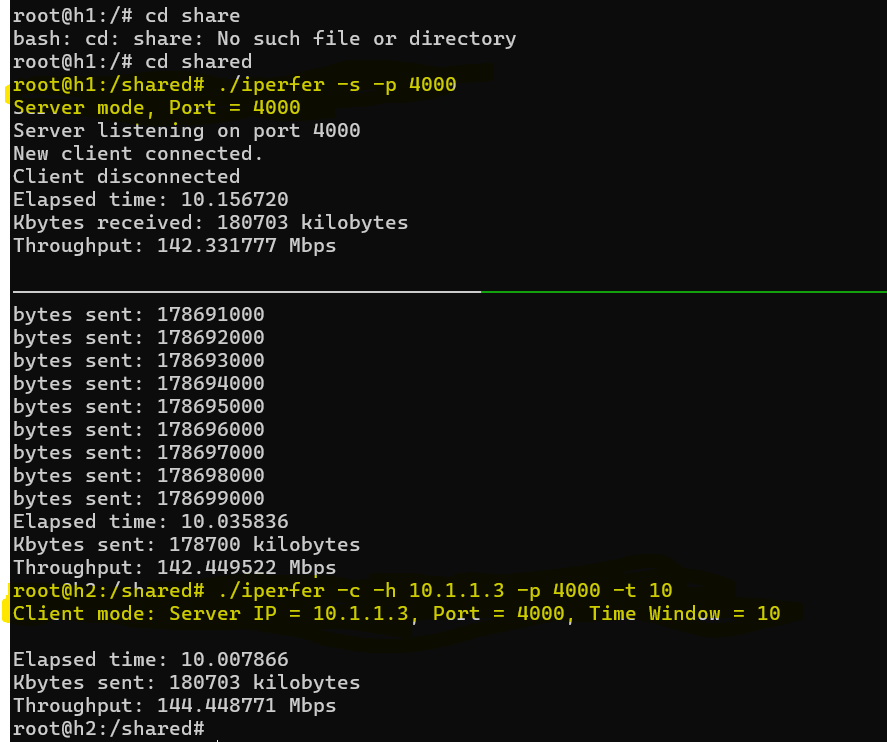 root@h1:/# cd share
bash: cd: share: No such file or directory
root@h1:/# cd shared
root@h1:/shared# ./iperfer -s -p 4000
Server mode, Port = 4000
Server listening on port 4000
New client connected.
Client disconnected
Elapsed time: 10.156720
Kbytes received: 180703 kilobytes
Throughput: 142.331777 Mbps
bytes sent: 178691000
bytes sent: 178692000
bytes sent: 178693000
bytes sent: 178694000
bytes sent: 178695000
bytes sent: 178696000
bytes sent: 178697000
bytes sent: 178698000
bytes sent: 178699000
Elapsed time: 10.035836
Kbytes sent: 178700 kilobytes
Throughput: 142.449522 Mbps
root@h2:/shared# ./iperfer -c -h 10.1.1.3 -p 4000 -t 10
Client mode: Server IP = 10.1.1.3, Port = 4000, Time Window = 10
Elapsed time: 10.007866
Kbytes sent: 180703 kilobytes
Throughput: 144.448771 Mbps
root@h2:/shared#